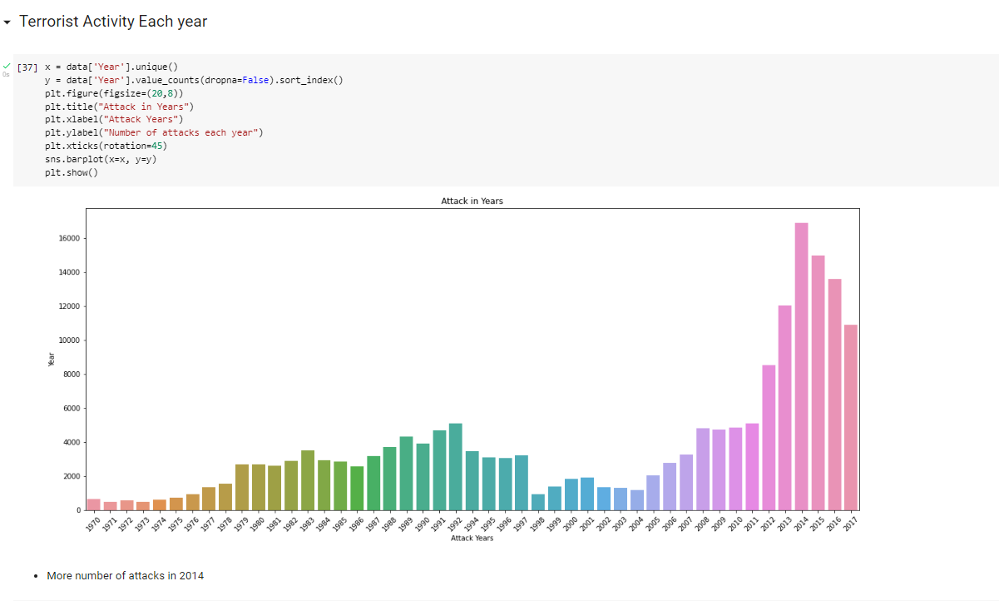 Terrorist Activity Each year
[37] x = data['Year'].unique()
0s
y = data['Year'].value_counts(dropna=False).sort_index()
plt.figure(figsize=(20,8))
plt.title("Attack in Years")
plt.xlabel("Attack Years")
plt.ylabel("Number of attacks each year")
plt.xticks(rotation=45)
sns.barplot(x=x, y=y)
plt.show()
Attack in Years
16000
14000
12000
10000
8000
6000
4000
2000
0
Year
1970 1971 1972 1973 1974 1975 1976 1977 1978 1979 1980 1981 1982 1983 1984 1985 1986 1987 1988 1989 1990 1991 1992 1994 1995 1996 1997 1998 1999 2000 2001 2002 2003 2004 2005 2006 2007 2008 2009 2010 2011 2012 2013 2014 2015 2016 2017
Attack Years
• More number of attacks in 2014